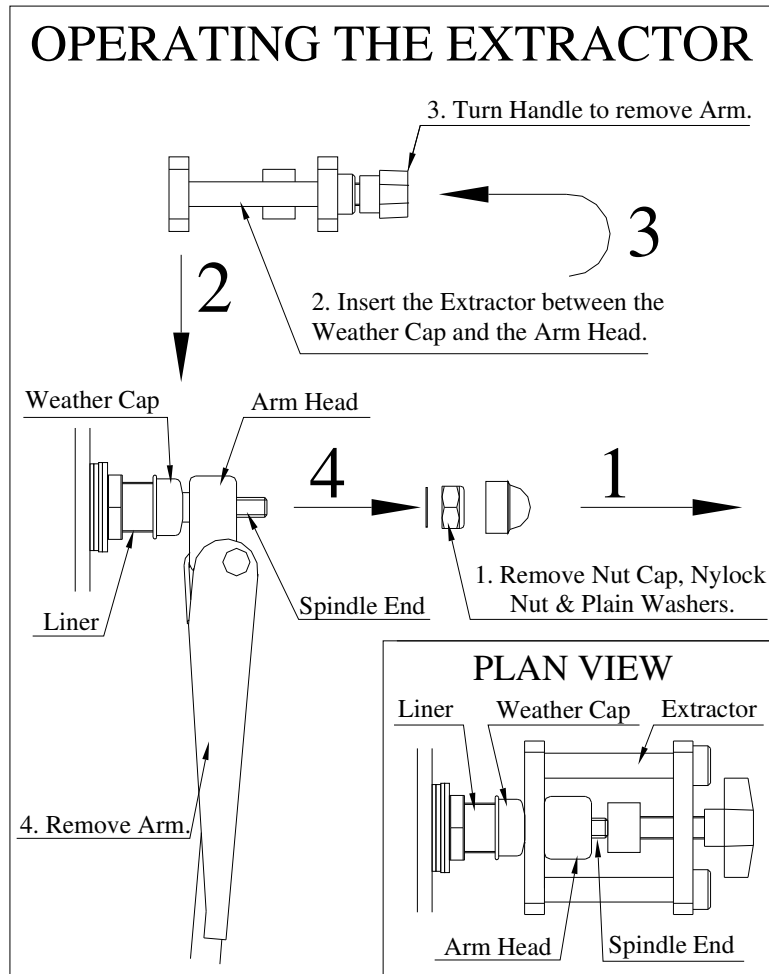 OPERATING THE EXTRACTOR
3. Turn Handle to remove Arm.
3
2
2. Insert the Extractor between the
Weather Cap and the Arm Head.
Weather Cap
Arm Head
4
1
1. Remove Nut Cap, Nylock
Nut & Plain Washers.
Spindle End
Liner
4. Remove Arm.
PLAN VIEW
Liner
Weather Cap
Extractor
Arm Head
Spindle End